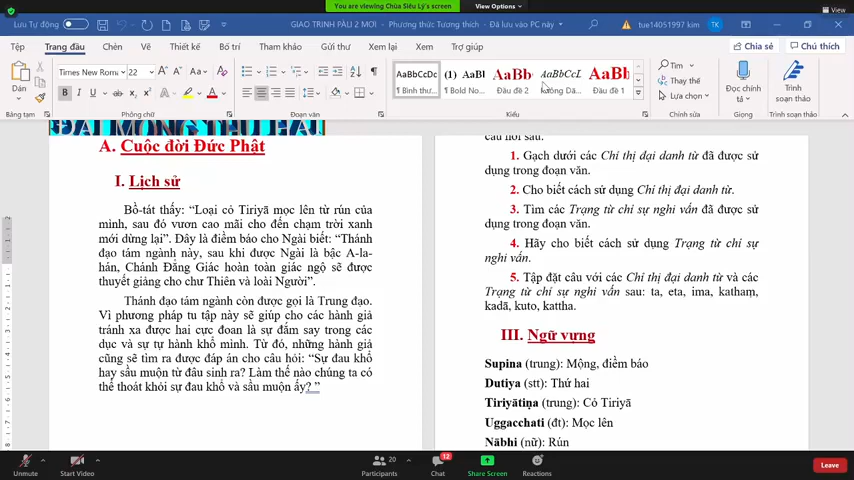 You are viewing Chùa Siêu Lý's screen
View Options
View
Lưu Tự động
GIAO TRINH PALI 2 MOI - Phương thức Tương thích - Đã lưu vào PC này
tue14051997 kim
TK
Tệp
Trang đầu
Chèn
Vẽ
Thiết kế
Bố trí
Tham khảo
Gửi thư
Xem lại
Xem
Trợ giúp
Chia sẻ
Chú thích
Dán
Times New Roma
22
Bảng tạm
Phông chữ
Đoạn
AaBbCcDc
¶ Bình thư...
(1) AaBl
¶ Bold No...
AaBb
Đầu đề 2
AaBbCcL
AaBb
Đầu đề 1
Kiểu
Tìm
Thay thế
Lựa chọn
Chỉnh sửa
Đọc chính tả
Giọng nói
Trình soạn thảo
Trình soạn thảo
ĐẠI MỘNG THỨ HAI
A. Cuộc đời Đức Phật
I. Lịch sử
Bồ-tát thấy: “Loại cỏ Tiriyā mọc lên từ rún của
mình, sau đó vươn cao mãi cho đến chạm trời xanh
mới dừng lại”. Đây là điềm báo cho Ngài biết: “Thánh
đạo tám ngành này, sau khi được Ngài là bậc A-la-
hán, Chánh Đẳng Giác hoàn toàn giác ngộ sẽ được
thuyết giảng cho chư Thiên và loài Người”.
Thánh đạo tám ngành còn được gọi là Trung đạo.
Vì phương pháp tu tập này sẽ giúp cho các hành giả
tránh xa được hai cực đoan là sự đắm say trong các
dục và sự tự hành khổ mình. Từ đó, những hành giả
cũng sẽ tìm ra được đáp án cho câu hỏi: “Sự đau khổ
hay sầu muộn từ đâu sinh ra? Làm thế nào chúng ta có
thể thoát khỏi sự đau khổ và sầu muộn ấy? ”
câu hỏi sau.
1. Gạch dưới các Chỉ thị đại danh từ đã được sử
dụng trong đoạn văn.
2. Cho biết cách sử dụng Chỉ thị đại danh từ.
3. Tìm các Trạng từ chỉ sự nghi vấn đã được sử
dụng trong đoạn văn.
4. Hãy cho biết cách sử dụng Trạng từ chỉ sự
nghi vấn.
5. Tập đặt câu với các Chỉ thị đại danh từ và các
Trạng từ chỉ sự nghi vấn sau: ta, eta, ima, kathaṃ,
kadā, kuto, kattha.
III. Ngữ vựng
Supina (trung): Mộng, điềm báo
Dutiya (stt): Thứ hai
Tiriyātiṇa (trung): Cỏ Tiriyā
Uggacchati (đt): Mọc lên
Nābhi (nữ): Rún
Unmute
Start Video
20
Participants
12
Chat
Share Screen
Reactions
Leave